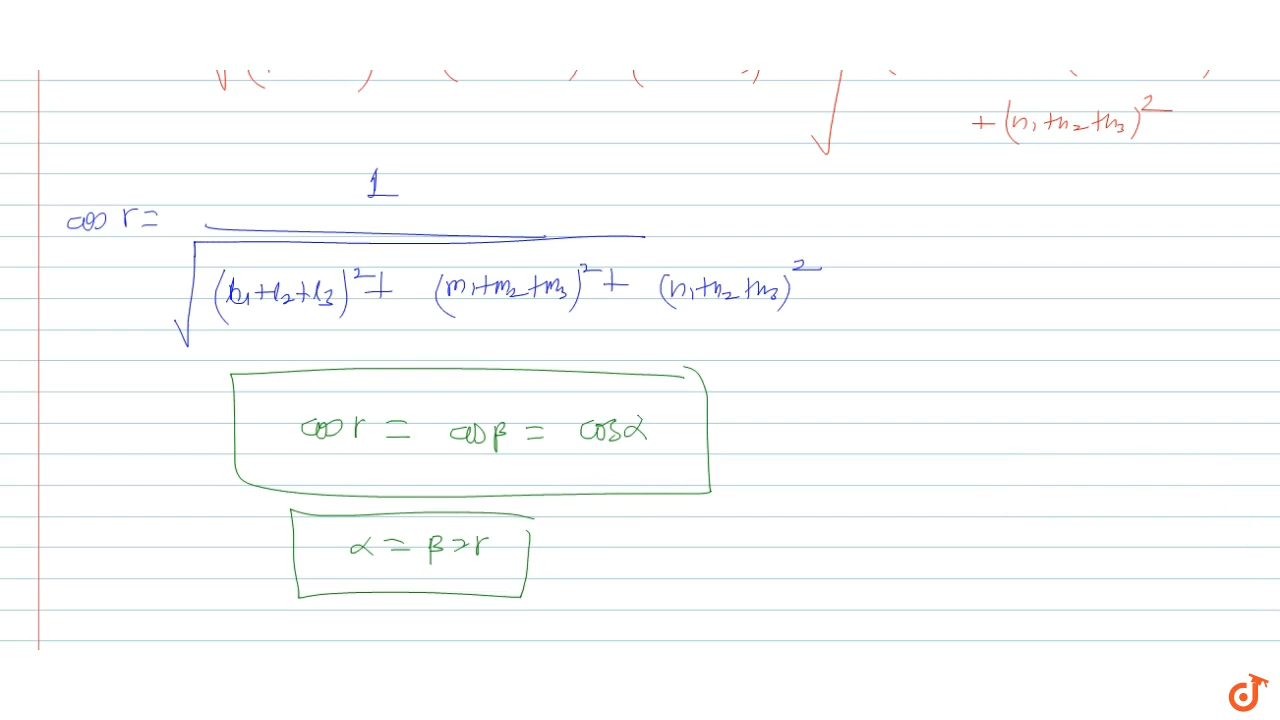 + (n₁ + n₂ + n₃)²
1
cos r =
√ (l₁ + l₂ + l₃)² + (m₁ + m₂ + m₃)² + (n₁ + n₂ + n₃)²
cos r = cos β = cos α
α = β = r